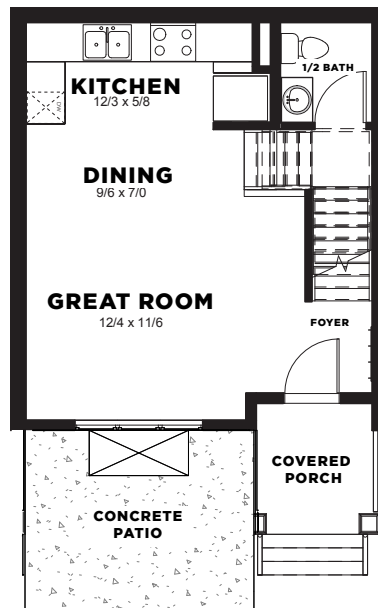 1/2 BATH
KITCHEN
12/3 x 5/8
DW
DINING
9/6 x 7/0
GREAT ROOM
12/4 x 11/6
FOYER
COVERED
PORCH
CONCRETE
PATIO